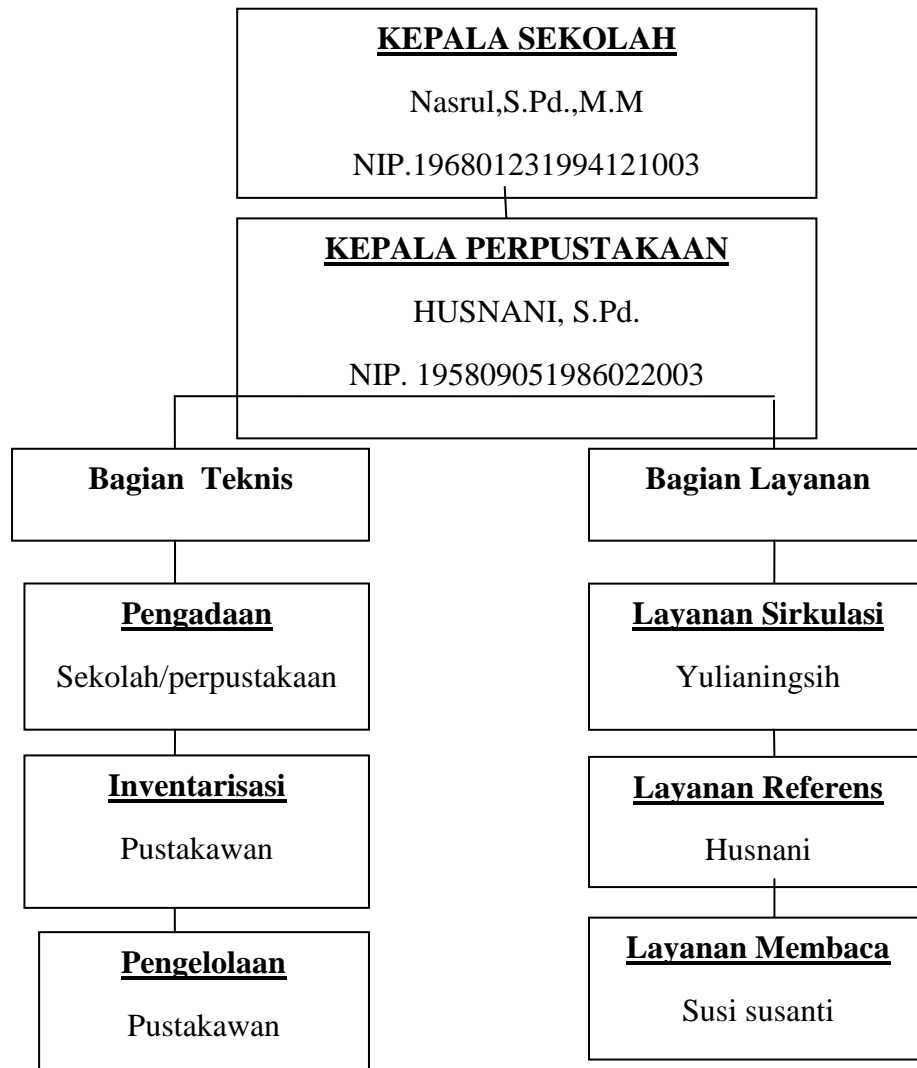 KEPALA SEKOLAH
Nasrul,S.Pd.,M.M
NIP.196801231994121003
KEPALA PERPUSTAKAAN
HUSNANI, S.Pd.
NIP. 195809051986022003
Bagian Teknis
Bagian Layanan
Pengadaan
Sekolah/perpustakaan
Layanan Sirkulasi
Yulianingsih
Inventarisasi
Pustakawan
Layanan Referens
Husnani
Pengelolaan
Pustakawan
Layanan Membaca
Susi susanti